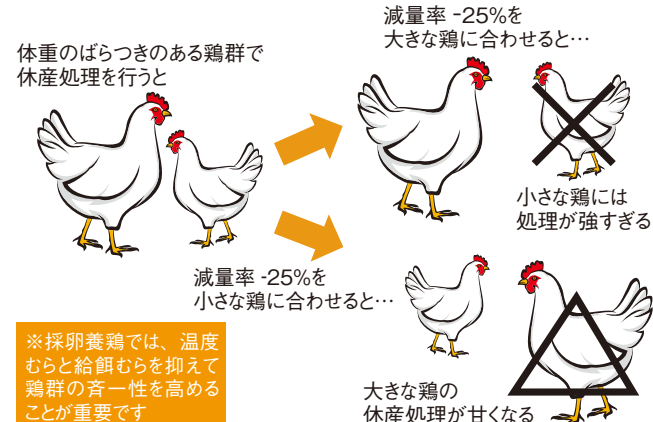 体重のばらつきのある鶏群で
休産処理を行うと
減量率 -25%を
大きな鶏に合わせると…
小さな鶏には
処理が強すぎる
減量率 -25%を
小さな鶏に合わせると…
大きな鶏の
休産処理が甘くなる
※採卵養鶏では、温度
むらと給餌むらを抑えて
鶏群の斉一性を高める
ことが重要です